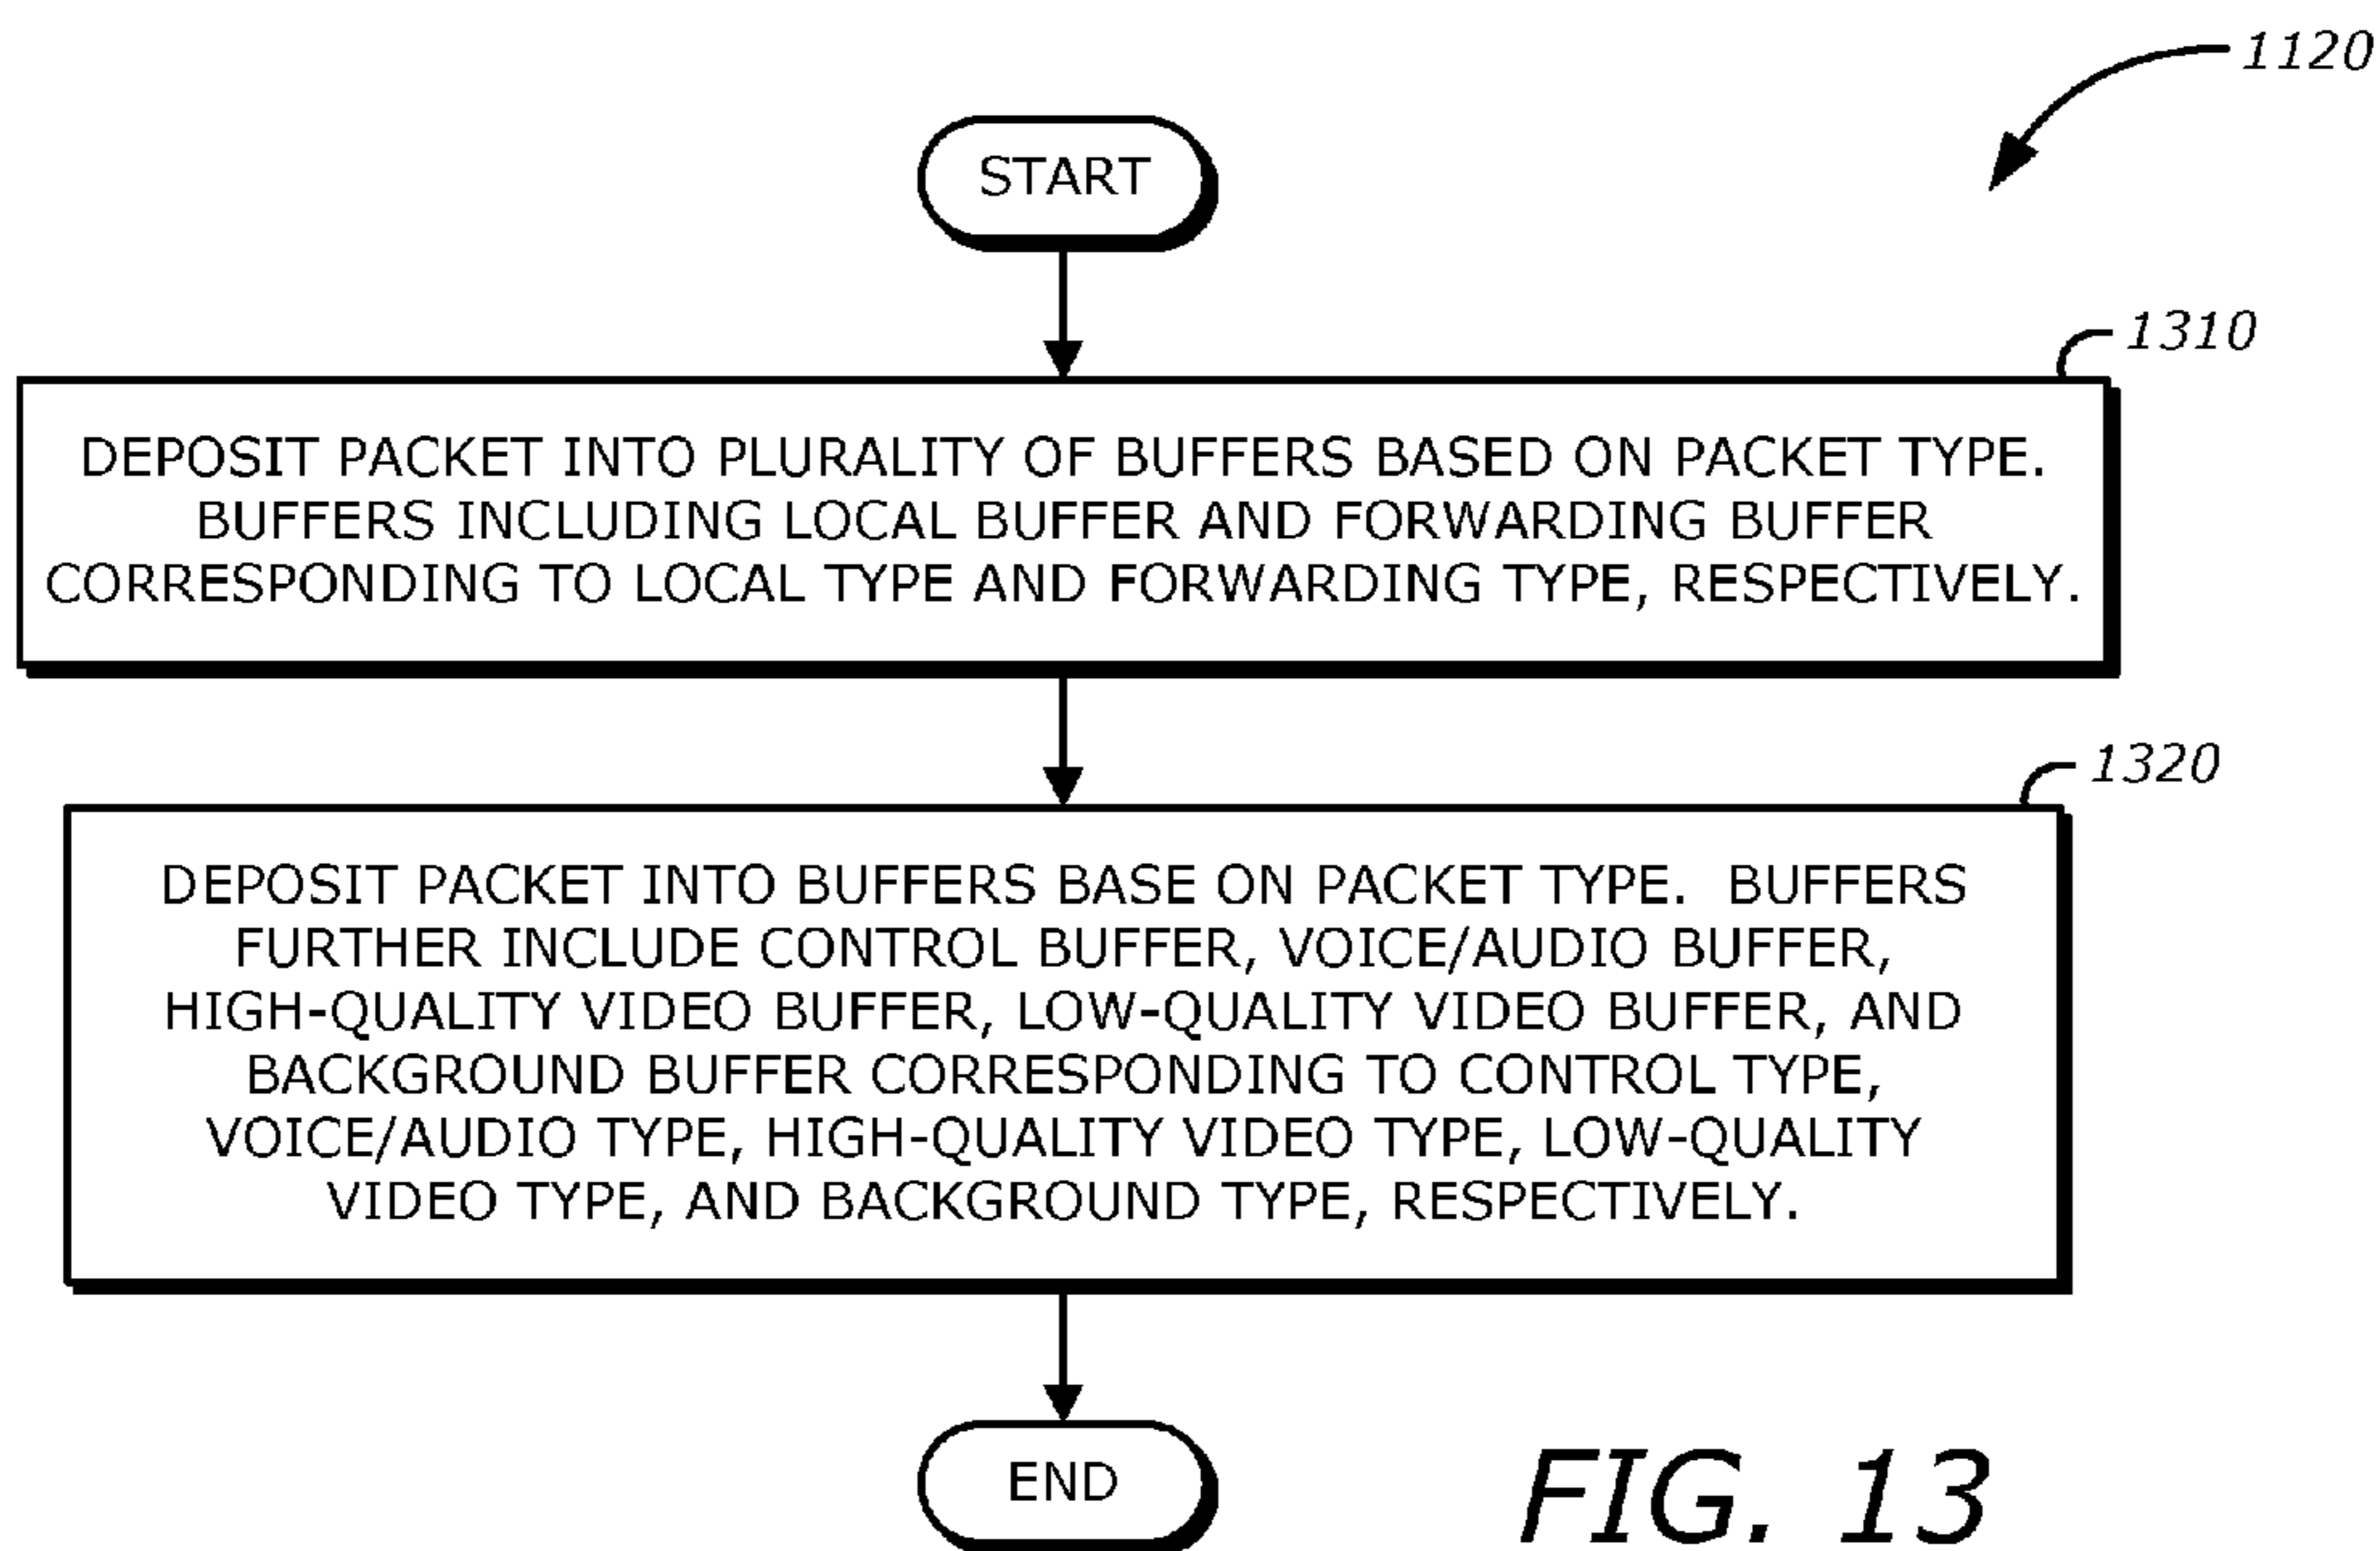 1120
START
1310
DEPOSIT PACKET INTO PLURALITY OF BUFFERS BASED ON PACKET TYPE.
BUFFERS INCLUDING LOCAL BUFFER AND FORWARDING BUFFER
CORRESPONDING TO LOCAL TYPE AND FORWARDING TYPE, RESPECTIVELY.
1320
DEPOSIT PACKET INTO BUFFERS BASE ON PACKET TYPE. BUFFERS
FURTHER INCLUDE CONTROL BUFFER, VOICE/AUDIO BUFFER,
HIGH-QUALITY VIDEO BUFFER, LOW-QUALITY VIDEO BUFFER, AND
BACKGROUND BUFFER CORRESPONDING TO CONTROL TYPE,
VOICE/AUDIO TYPE, HIGH-QUALITY VIDEO TYPE, LOW-QUALITY
VIDEO TYPE, AND BACKGROUND TYPE, RESPECTIVELY.
END
FIG. 13